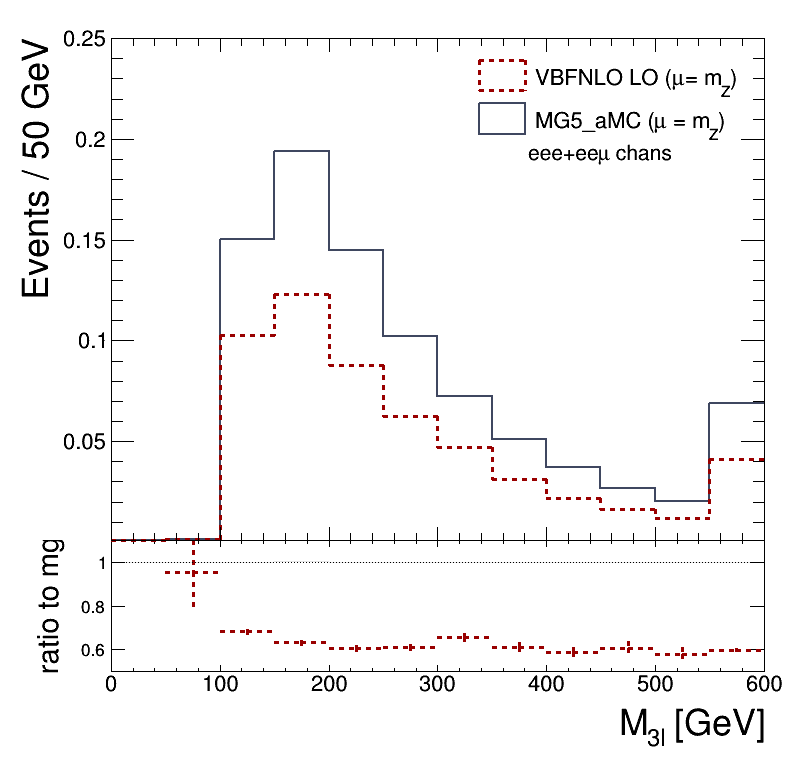 0.25
0.2
0.15
0.1
0.05
Events / 50 GeV
VBFNLO LO (μ= m_Z)
MG5_aMC (μ = m_Z)
eee+eeμ chans
1
0.8
0.6
ratio to mg
0 100 200 300 400 500 600
M_3l [GeV]